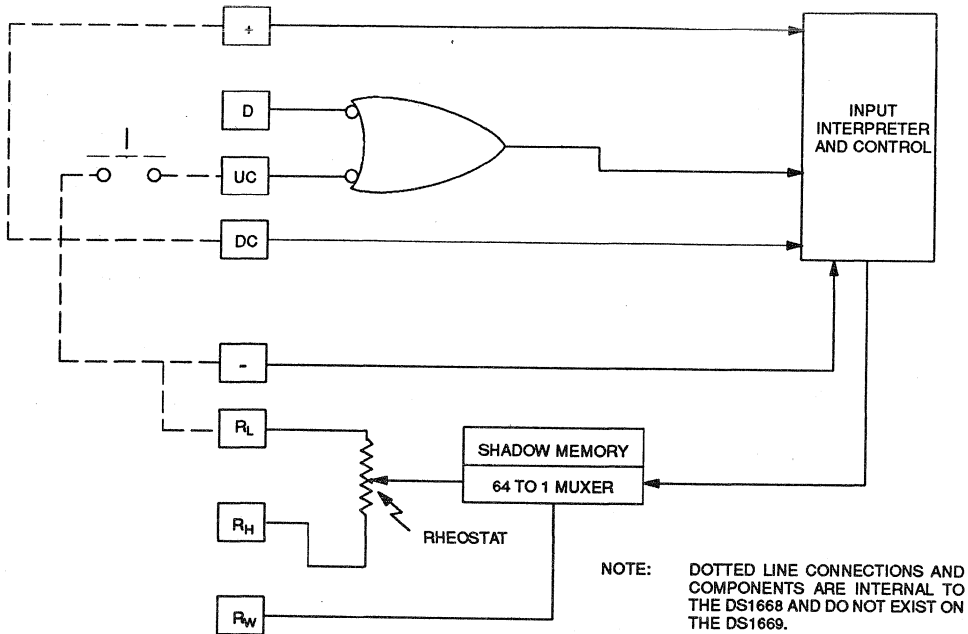 +
D
UC
DC
-
RL
RH
RW
INPUT
INTERPRETER
AND CONTROL
SHADOW MEMORY
64 TO 1 MUXER
RHEOSTAT
NOTE: DOTTED LINE CONNECTIONS AND
COMPONENTS ARE INTERNAL TO
THE DS1668 AND DO NOT EXIST ON
THE DS1669.